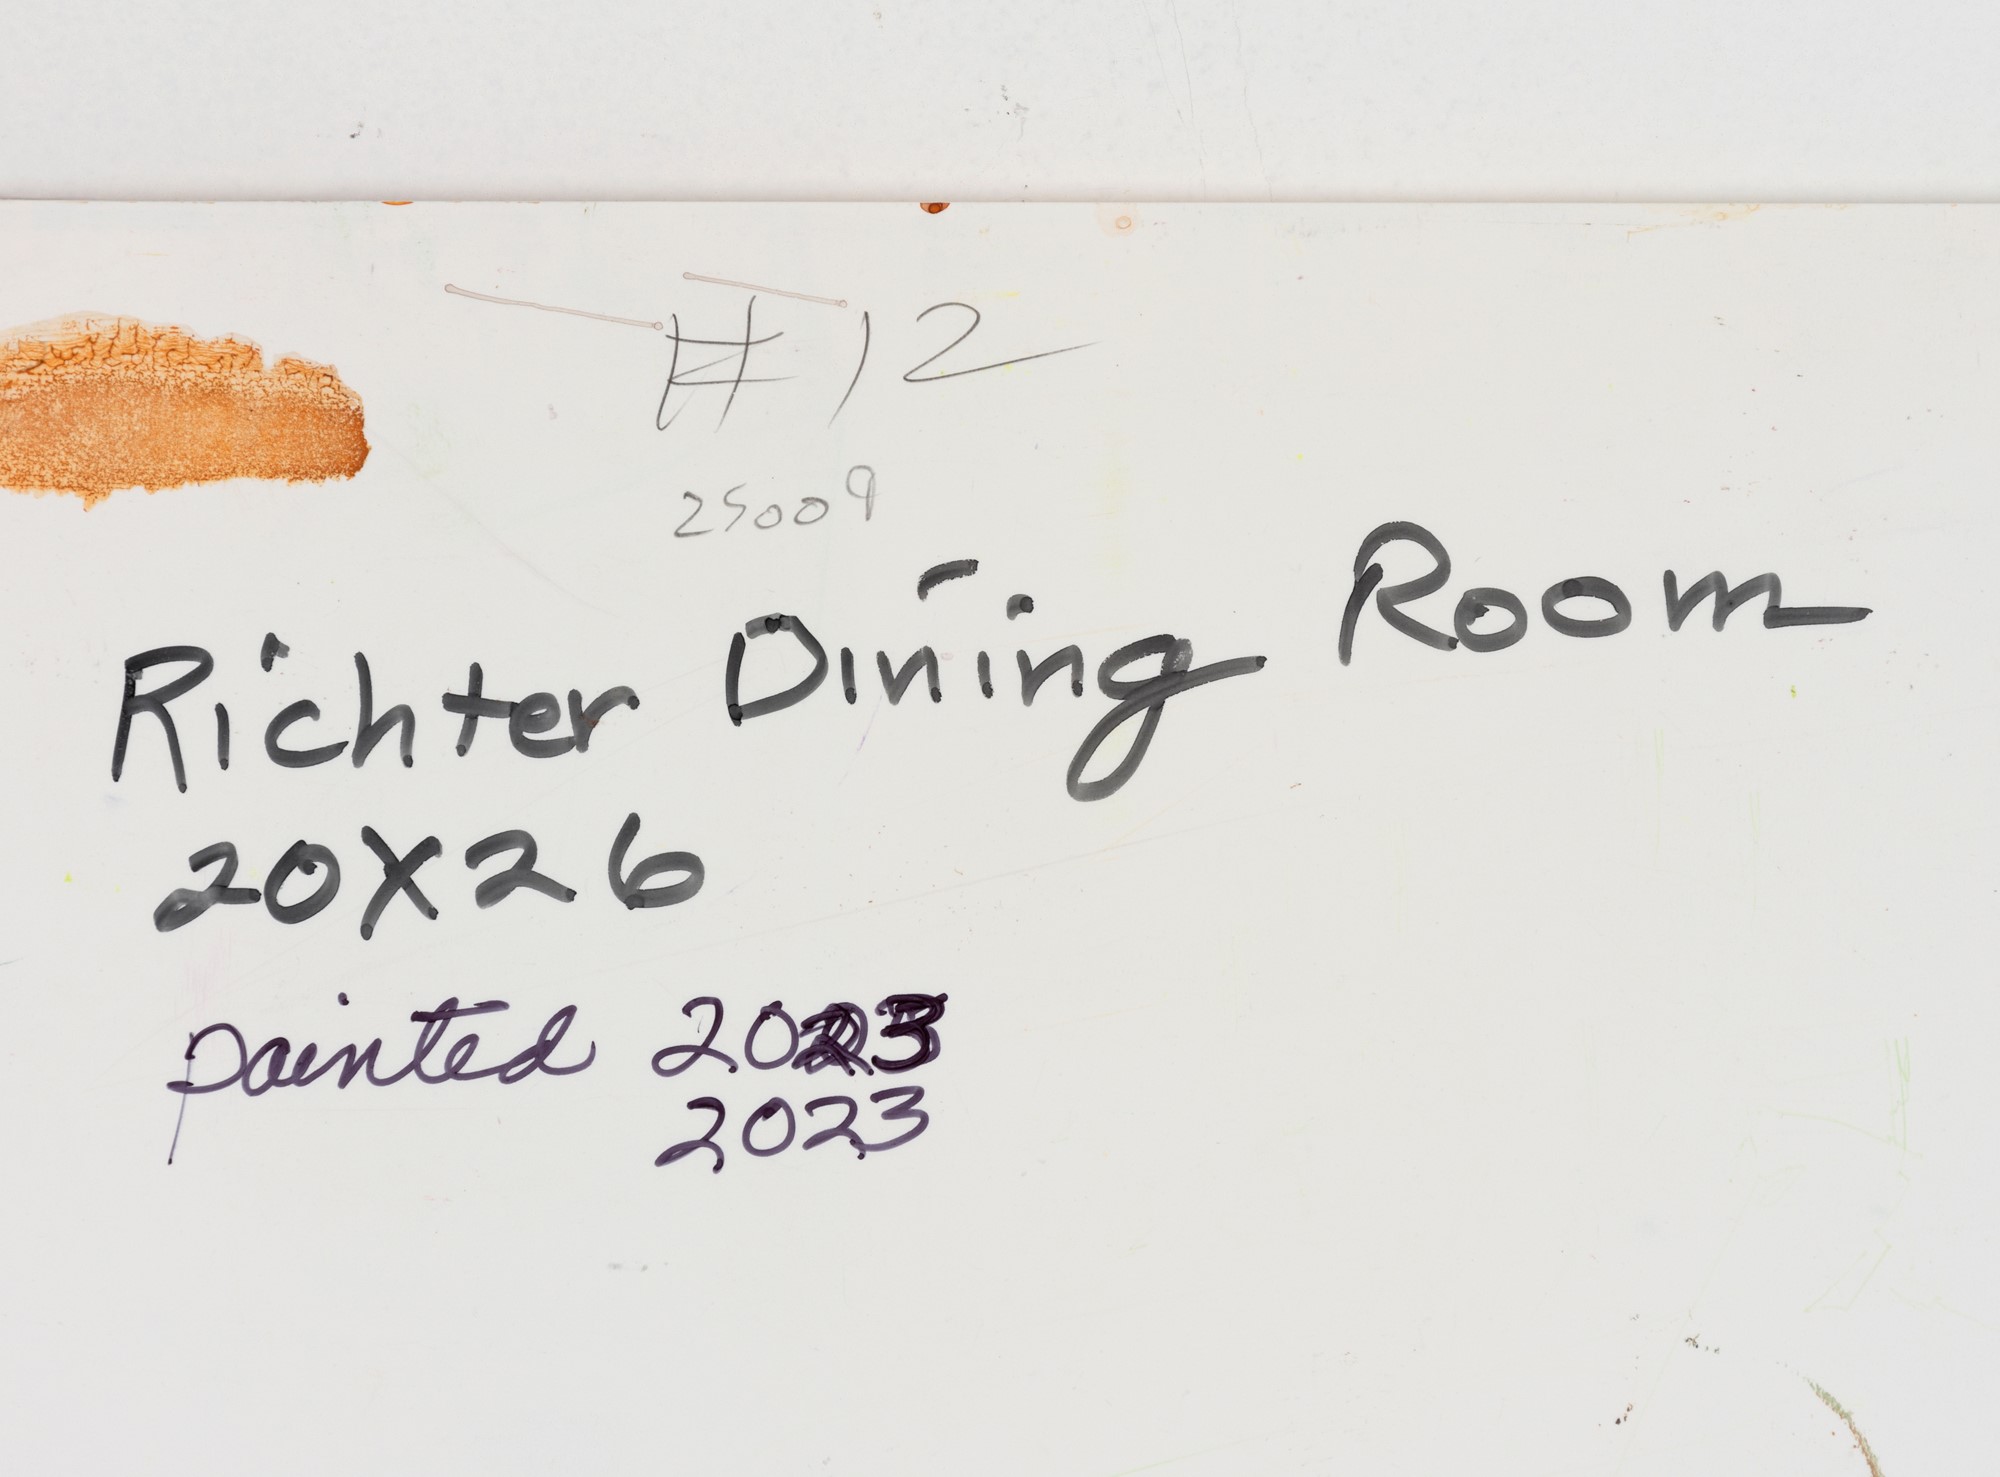 #12
25009
Richter Dining Room
20X26
painted 2023
2023